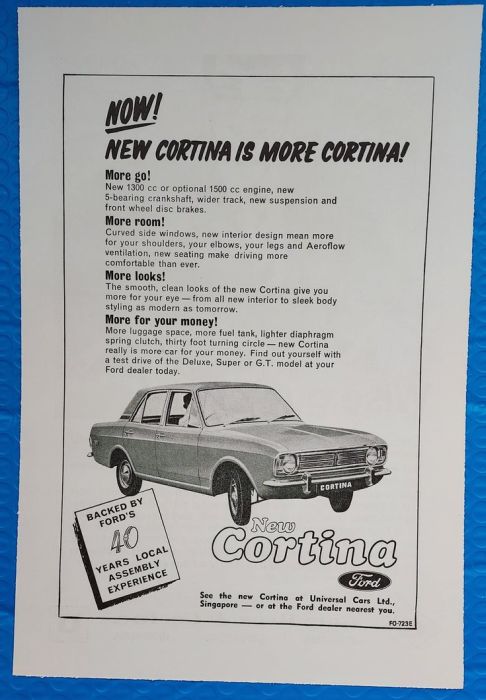 NOW!
NEW CORTINA IS MORE CORTINA!
More go!
New 1300 cc or optional 1500 cc engine, new
5-bearing crankshaft, wider track, new suspension and
front wheel disc brakes.
More room!
Curved side windows, new interior design mean more
for your shoulders, your elbows, your legs and Aeroflow
ventilation, new seating make driving more
comfortable than ever.
More looks!
The smooth, clean looks of the new Cortina give you
more for your eye — from all new interior to sleek body
styling as modern as tomorrow.
More for your money!
More luggage space, more fuel tank, lighter diaphragm
spring clutch, thirty foot turning circle — new Cortina
really is more car for your money. Find out yourself with
a test drive of the Deluxe, Super or G.T. model at your
Ford dealer today.
CORTINA
BACKED BY
FORD'S
40
YEARS LOCAL
ASSEMBLY
EXPERIENCE
New
Cortina
Ford
See the new Cortina at Universal Cars Ltd.,
Singapore — or at the Ford dealer nearest you.
FO-723E